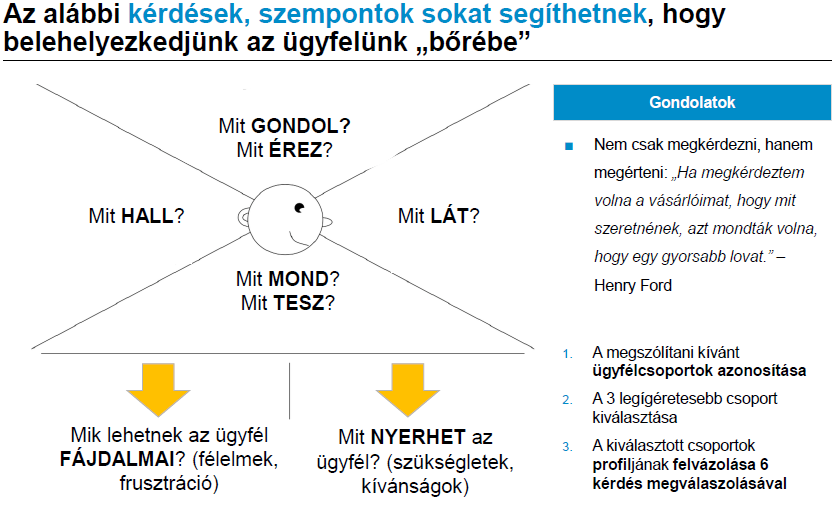 Az alábbi kérdések, szempontok sokat segíthetnek, hogy
belehelyezkedjünk az ügyfelünk „bőrébe”
Mit GONDOL?
Mit ÉREZ?
Mit HALL?
Mit LÁT?
Mit MOND?
Mit TESZ?
Mik lehetnek az ügyfél
FÁJDALMAI? (félelmek,
frusztráció)
Mit NYERHET az
ügyfél? (szükségletek,
kívánságok)
Gondolatok
■ Nem csak megkérdezni, hanem
megérteni: „Ha megkérdeztem
volna a vásárlóimat, hogy mit
szeretnének, azt mondták volna,
hogy egy gyorsabb lovat.” –
Henry Ford
1. A megszólítani kívánt
ügyfélcsoportok azonosítása
2. A 3 legígéretesebb csoport
kiválasztása
3. A kiválasztott csoportok
profiljának felvázolása 6
kérdés megválaszolásával